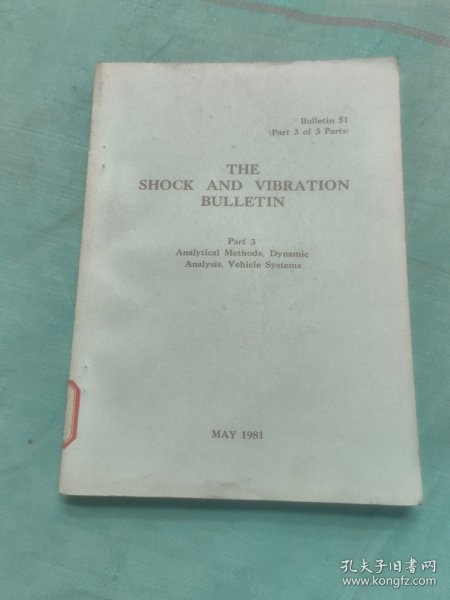 Bulletin 51
(Part 3 of 3 Parts)
THE
SHOCK AND VIBRATION
BULLETIN
Part 3
Analytical Methods, Dynamic
Analysis, Vehicle Systems
MAY 1981
孔夫子旧书网
www.kongfz.com